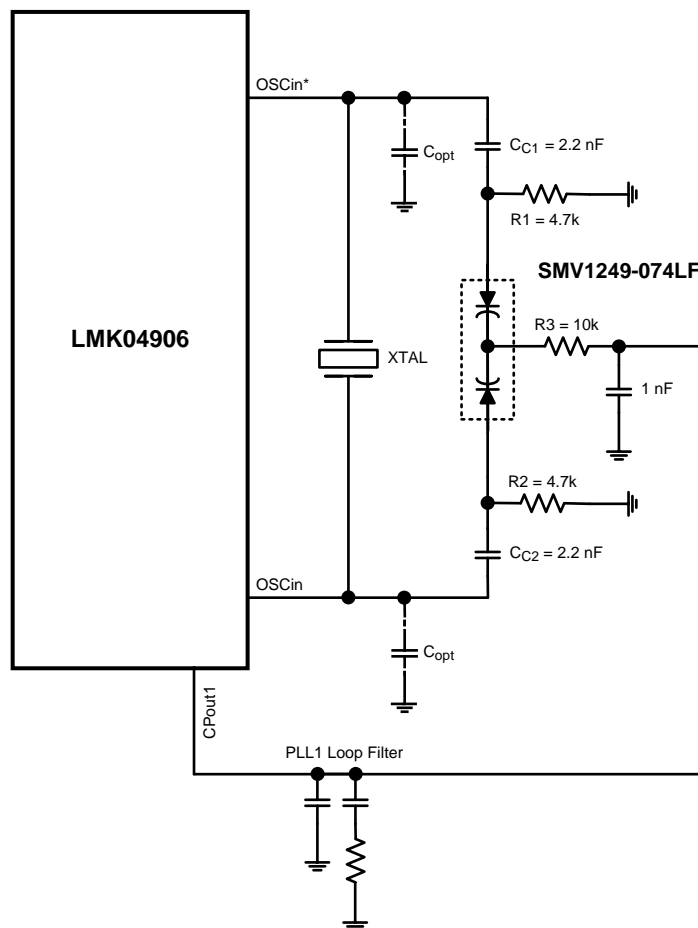 OSCin*
C_opt
C_C1 = 2.2 nF
R1 = 4.7k
SMV1249-074LF
LMK04906
R3 = 10k
XTAL
1 nF
R2 = 4.7k
C_C2 = 2.2 nF
OSCin
C_opt
CPout1
PLL1 Loop Filter